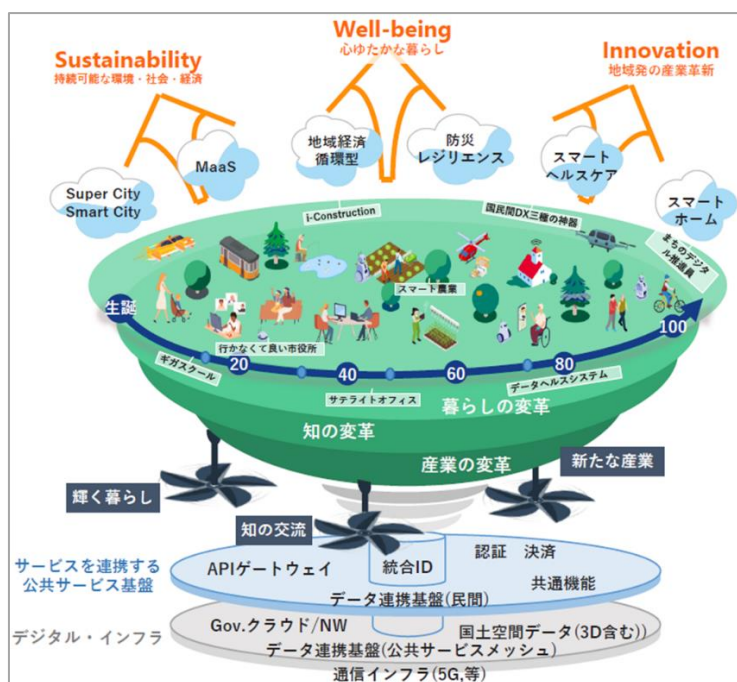 Sustainability
持続可能な環境・社会・経済
Well-being
心ゆたかな暮らし
Innovation
地域発の産業革新
Super City
Smart City
MaaS
地域経済
循環型
防災
レジリエンス
スマート
ヘルスケア
スマート
ホーム
i-Construction
国民間DX三種の神器
まちのデジ
タル推進員
スマート農業
行かなくて良い市役所
生誕
20
40
60
80
100
ギガスクール
サテライトオフィス
データヘルスシステム
暮らしの変革
知の変革
産業の変革
輝く暮らし
知の交流
新たな産業
サービスを連携する
公共サービス基盤
APIゲートウェイ
統合ID
認証 決済
共通機能
データ連携基盤(民間)
デジタル・インフラ
Gov.クラウド/NW
国土空間データ(3D含む))
データ連携基盤(公共サービスメッシュ)
通信インフラ(5G,等)